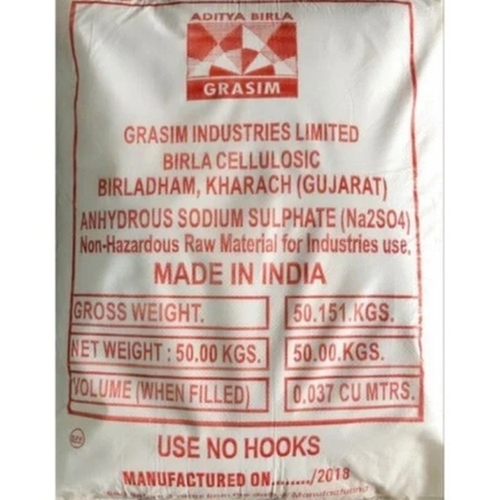 ADITYA BIRLA
GRASIM
GRASIM INDUSTRIES LIMITED
BIRLA CELLULOSIC
BIRLADHAM, KHARACH (GUJARAT)
ANHYDROUS SODIUM SULPHATE (Na2SO4)
Non-Hazardous Raw Material for Industries use.
MADE IN INDIA
GROSS WEIGHT. 50.151.KGS.
NET WEIGHT : 50.00 KGS. 50.00.KGS.
VOLUME (WHEN FILLED) 0.037 CU MTRS.
USE NO HOOKS
MANUFACTURED ON......../2018